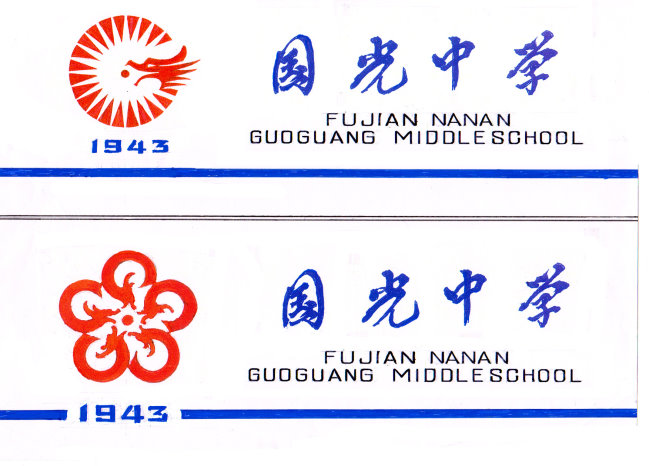 国光中学
FUJIAN NANAN
GUOGUANG MIDDLESCHOOL
1943
国光中学
FUJIAN NANAN
GUOGUANG MIDDLESCHOOL
1943